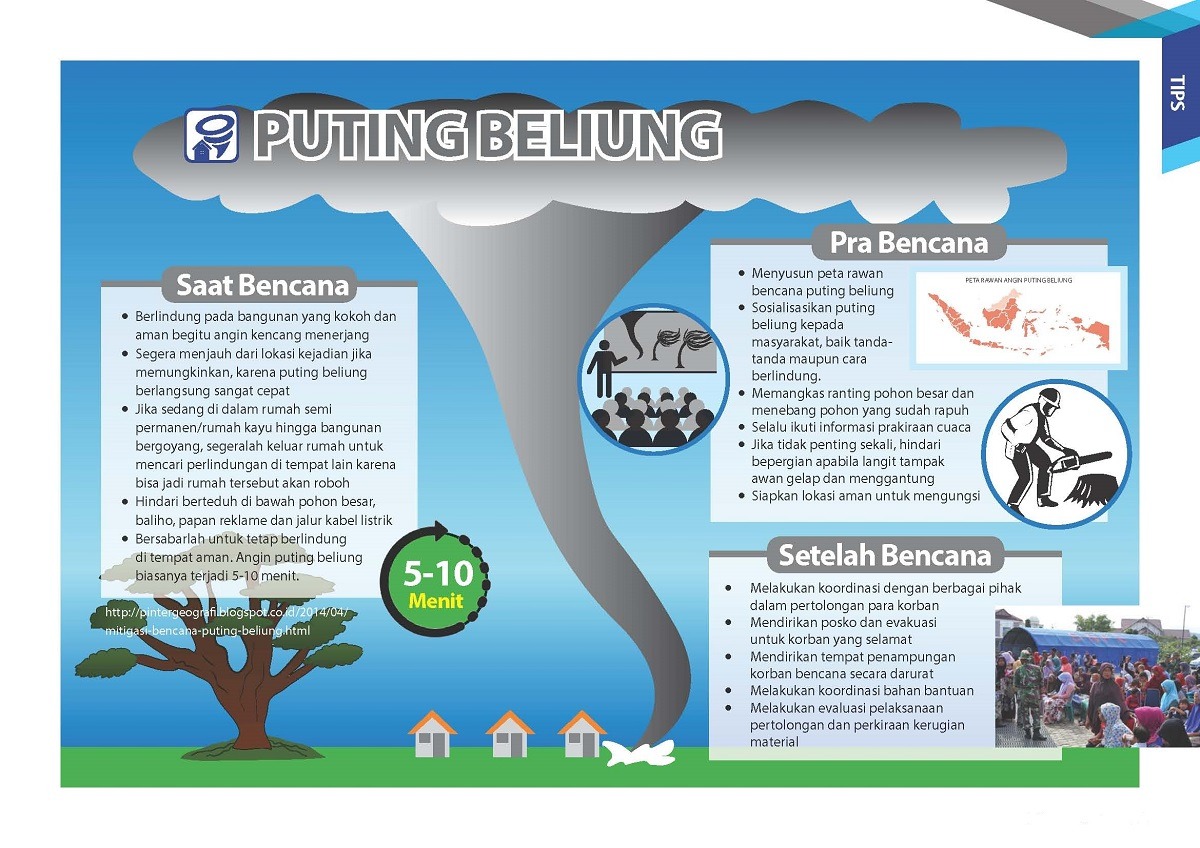 TIPS
PUTING BELIUNG
Saat Bencana
• Berlindung pada bangunan yang kokoh dan
aman begitu angin kencang menerjang
• Segera menjauh dari lokasi kejadian jika
memungkinkan, karena puting beliung
berlangsung sangat cepat
• Jika sedang di dalam rumah semi
permanen/rumah kayu hingga bangunan
bergoyang, segeralah keluar rumah untuk
mencari perlindungan di tempat lain karena
bisa jadi rumah tersebut akan roboh
• Hindari berteduh di bawah pohon besar,
baliho, papan reklame dan jalur kabel listrik
• Bersabarlah untuk tetap berlindung
di tempat aman. Angin puting beliung
biasanya terjadi 5-10 menit.
http://pintergeografi.blogspot.co.id/2014/04/
mitigasi-bencana-puting-beliung.html
5-10
Menit
Pra Bencana
• Menyusun peta rawan
bencana puting beliung
• Sosialisasikan puting
beliung kepada
masyarakat, baik tanda-
tanda maupun cara
berlindung.
• Memangkas ranting pohon besar dan
menebang pohon yang sudah rapuh
• Selalu ikuti informasi prakiraan cuaca
• Jika tidak penting sekali, hindari
bepergian apabila langit tampak
awan gelap dan menggantung
• Siapkan lokasi aman untuk mengungsi
PETA RAWAN ANGIN PUTING BELIUNG
Setelah Bencana
• Melakukan koordinasi dengan berbagai pihak
dalam pertolongan para korban
• Mendirikan posko dan evakuasi
untuk korban yang selamat
• Mendirikan tempat penampungan
korban bencana secara darurat
• Melakukan koordinasi bahan bantuan
• Melakukan evaluasi pelaksanaan
pertolongan dan perkiraan kerugian
material